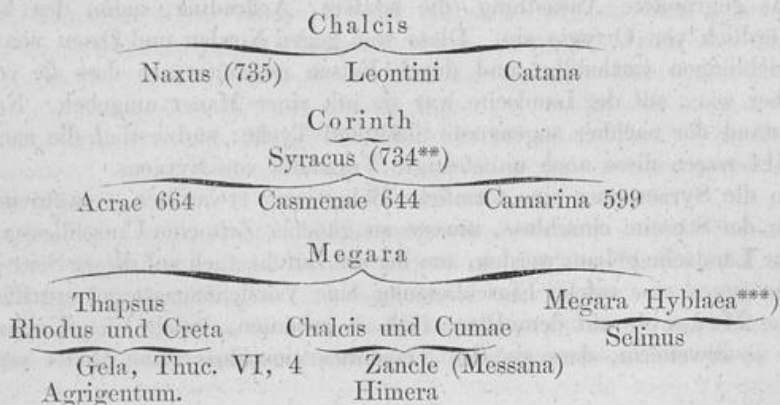 Chalcis
Naxus (735) Leontini Catana
Corinth
Syracus (734**)
Acrae 664 Casmenae 644 Camarina 599
Megara
Thapsus Megara Hyblaea***)
Rhodus und Creta Chalcis und Cumae Selinus
Gela, Thuc. VI, 4 Zancle (Messana)
Agrigentum. Himera